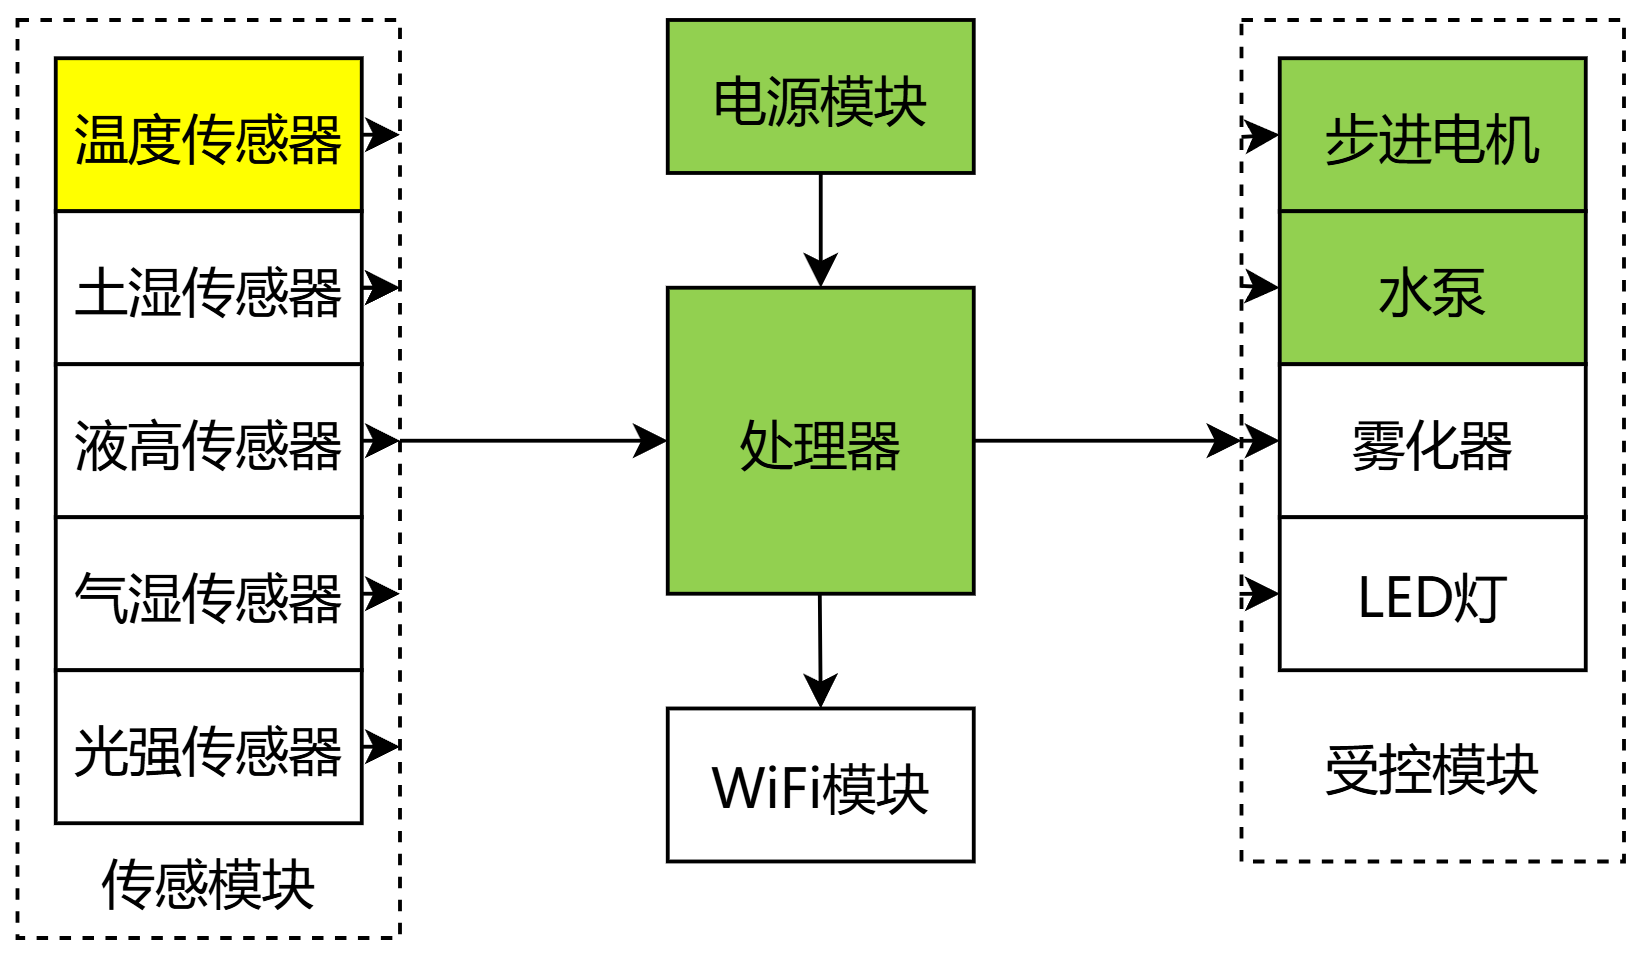 温度传感器
土湿传感器
液高传感器
气湿传感器
光强传感器
传感模块
电源模块
处理器
WiFi模块
步进电机
水泵
雾化器
LED灯
受控模块